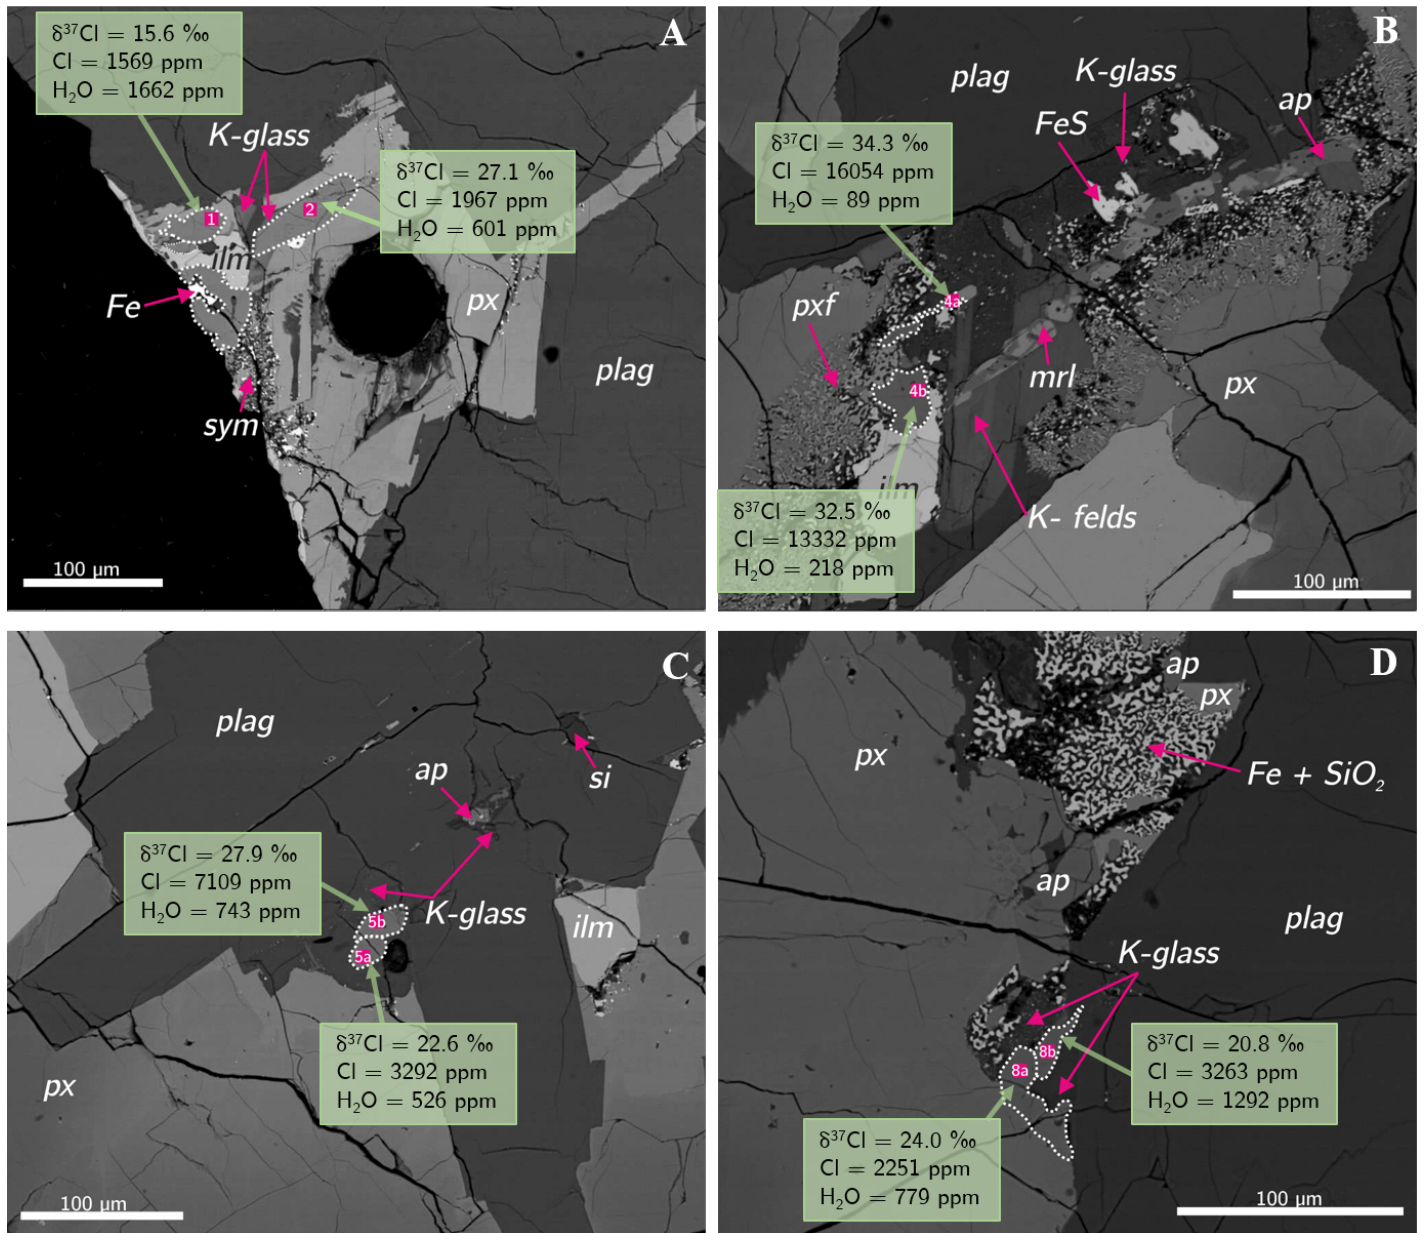 A
δ³⁷Cl = 15.6 ‰
Cl = 1569 ppm
H₂O = 1662 ppm
K-glass
δ³⁷Cl = 27.1 ‰
Cl = 1967 ppm
H₂O = 601 ppm
1
2
ilm
Fe
px
plag
sym
100 µm
B
plag
K-glass
FeS
ap
δ³⁷Cl = 34.3 ‰
Cl = 16054 ppm
H₂O = 89 ppm
4a
pxf
mrl
px
4b
ilm
K- felds
δ³⁷Cl = 32.5 ‰
Cl = 13332 ppm
H₂O = 218 ppm
100 µm
C
plag
ap
si
δ³⁷Cl = 27.9 ‰
Cl = 7109 ppm
H₂O = 743 ppm
K-glass
5b
5a
ilm
δ³⁷Cl = 22.6 ‰
Cl = 3292 ppm
H₂O = 526 ppm
px
100 µm
D
ap
px
px
Fe + SiO₂
ap
plag
K-glass
8b
8a
δ³⁷Cl = 20.8 ‰
Cl = 3263 ppm
H₂O = 1292 ppm
δ³⁷Cl = 24.0 ‰
Cl = 2251 ppm
H₂O = 779 ppm
100 µm